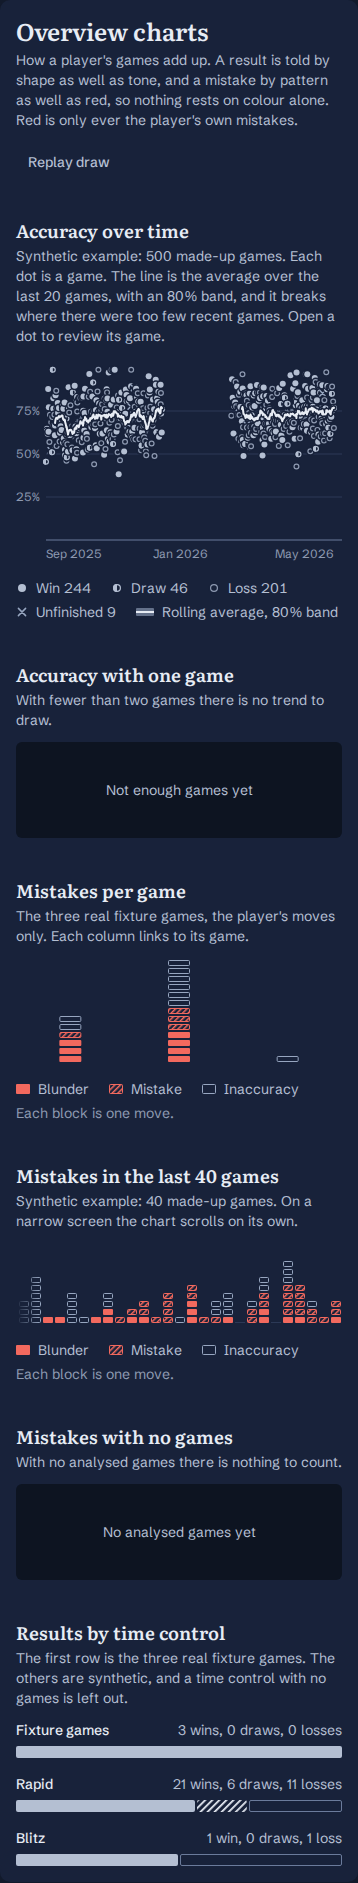 Overview charts
How a player's games add up. A result is told by
shape as well as tone, and a mistake by pattern
as well as red, so nothing rests on colour alone.
Red is only ever the player's own mistakes.
Replay draw
Accuracy over time
Synthetic example: 500 made-up games. Each
dot is a game. The line is the average over the
last 20 games, with an 80% band, and it breaks
where there were too few recent games. Open a
dot to review its game.
75%
50%
25%
Sep 2025 Jan 2026 May 2026
Win 244 Draw 46 Loss 201
Unfinished 9 Rolling average, 80% band
Accuracy with one game
With fewer than two games there is no trend to
draw.
Not enough games yet
Mistakes per game
The three real fixture games, the player's moves
only. Each column links to its game.
Blunder Mistake Inaccuracy
Each block is one move.
Mistakes in the last 40 games
Synthetic example: 40 made-up games. On a
narrow screen the chart scrolls on its own.
Blunder Mistake Inaccuracy
Each block is one move.
Mistakes with no games
With no analysed games there is nothing to count.
No analysed games yet
Results by time control
The first row is the three real fixture games. The
others are synthetic, and a time control with no
games is left out.
Fixture games 3 wins, 0 draws, 0 losses
Rapid 21 wins, 6 draws, 11 losses
Blitz 1 win, 0 draws, 1 loss